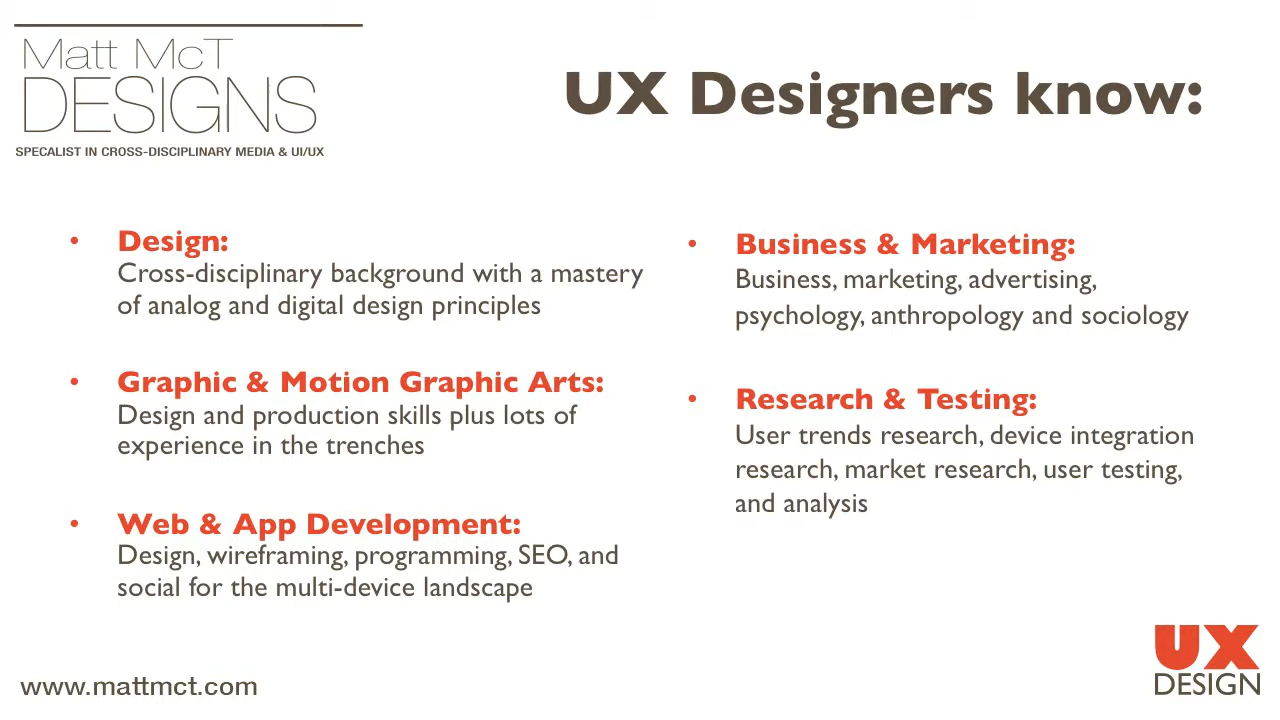 Matt McT
DESIGNS
SPECALIST IN CROSS-DISCIPLINARY MEDIA & UI/UX
UX Designers know:
• Design:
Cross-disciplinary background with a mastery
of analog and digital design principles
• Graphic & Motion Graphic Arts:
Design and production skills plus lots of
experience in the trenches
• Web & App Development:
Design, wireframing, programming, SEO, and
social for the multi-device landscape
• Business & Marketing:
Business, marketing, advertising,
psychology, anthropology and sociology
• Research & Testing:
User trends research, device integration
research, market research, user testing,
and analysis
www.mattmct.com
UX
DESIGN